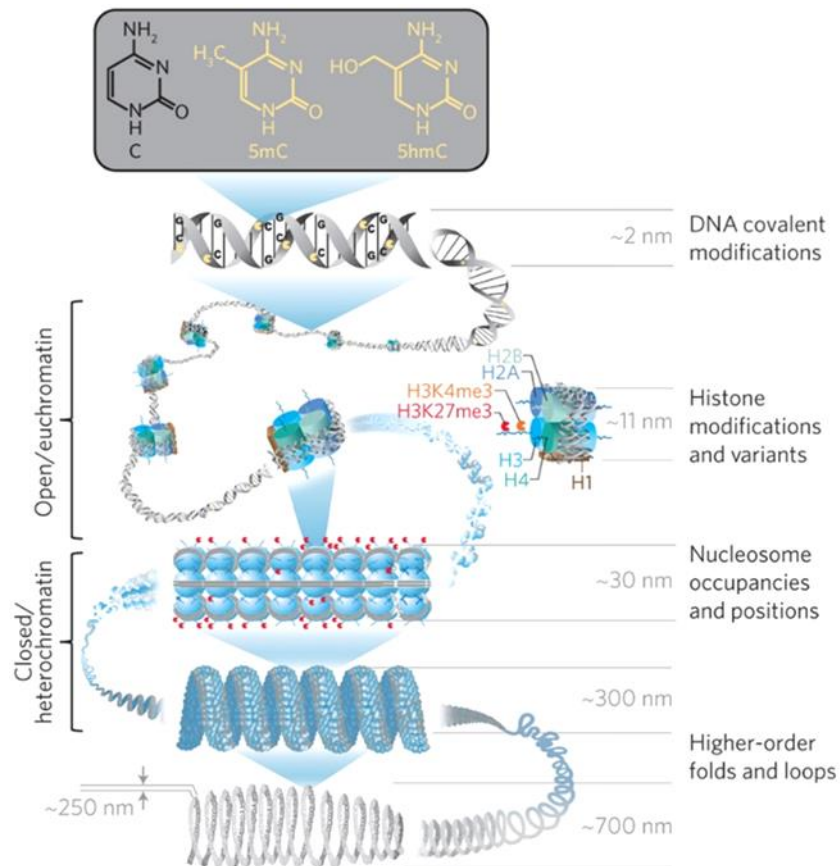 NH₂
N
N
H
O
C
NH₂
H₃C
N
N
H
O
5mC
NH₂
HO
N
N
H
O
5hmC
G
C
C
G
G
C
C
C
G
C
G
C
C
G
~2 nm
DNA covalent
modifications
Open/euchromatin
H2B
H2A
H3K4me3
H3K27me3
H3
H4
H1
~11 nm
Histone
modifications
and variants
Closed/
heterochromatin
~30 nm
Nucleosome
occupancies
and positions
~300 nm
Higher-order
folds and loops
~250 nm
~700 nm